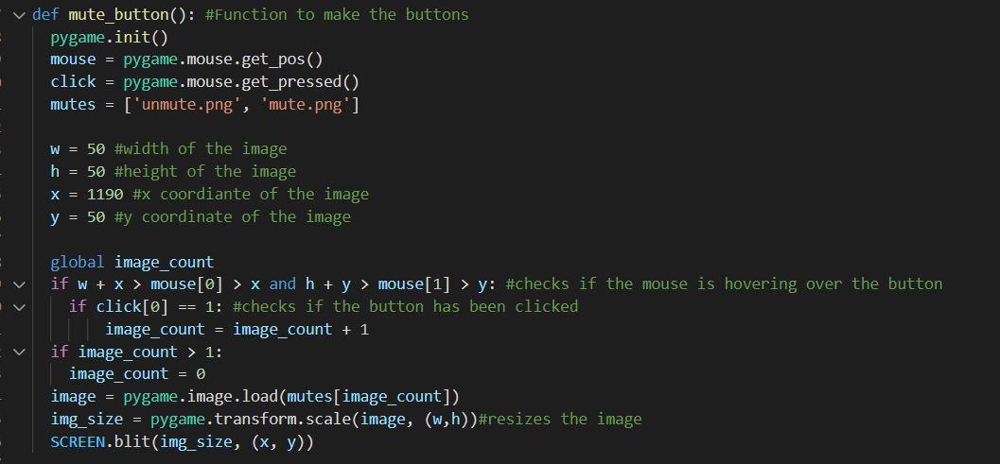 def mute_button(): #Function to make the buttons
pygame.init()
mouse = pygame.mouse.get_pos()
click = pygame.mouse.get_pressed()
mutes = ['unmute.png', 'mute.png']
w = 50 #width of the image
h = 50 #height of the image
x = 1190 #x coordiante of the image
y = 50 #y coordinate of the image
global image_count
if w + x > mouse[0] > x and h + y > mouse[1] > y: #checks if the mouse is hovering over the button
if click[0] == 1: #checks if the button has been clicked
image_count = image_count + 1
if image_count > 1:
image_count = 0
image = pygame.image.load(mutes[image_count])
img_size = pygame.transform.scale(image, (w,h))#resizes the image
SCREEN.blit(img_size, (x, y))